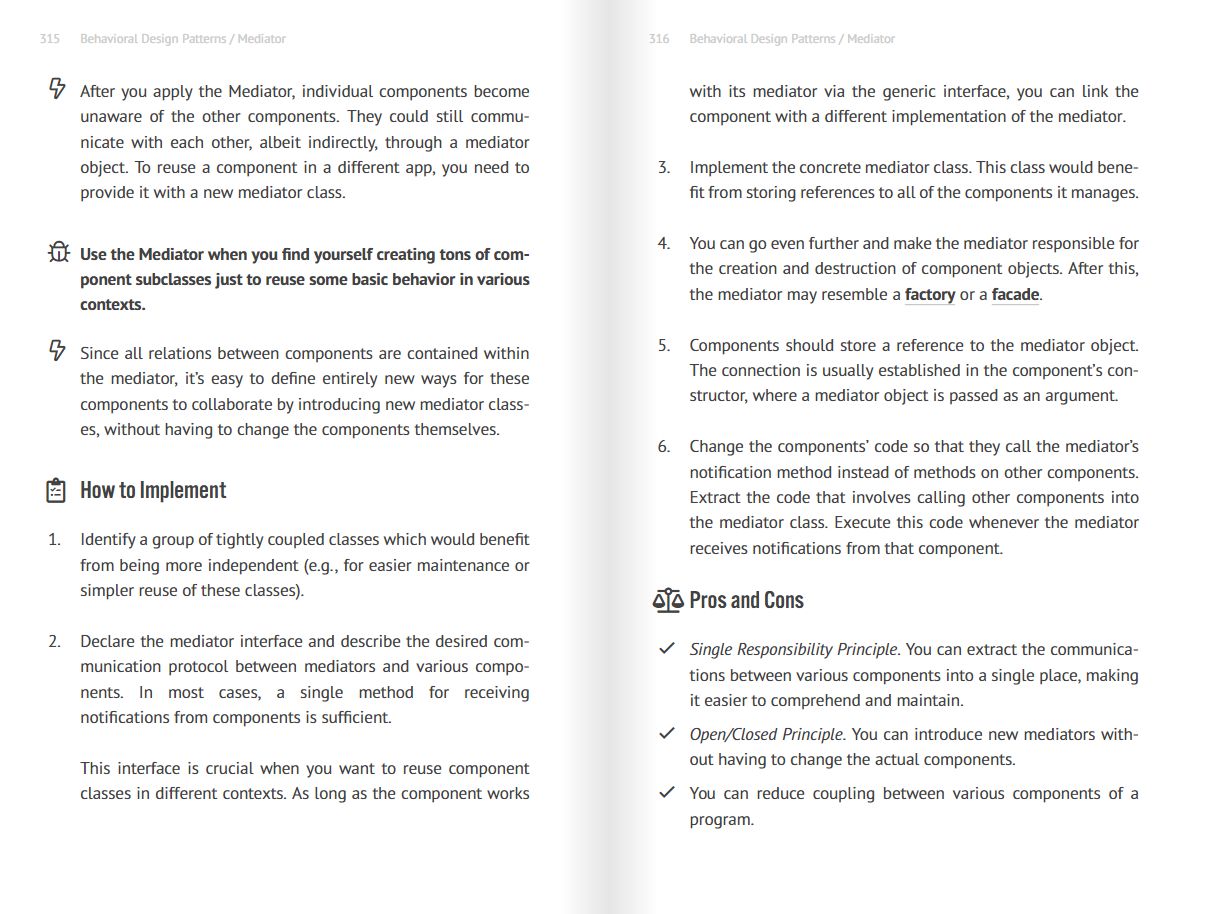 315 Behavioral Design Patterns / Mediator
After you apply the Mediator, individual components become
unaware of the other components. They could still commu-
nicate with each other, albeit indirectly, through a mediator
object. To reuse a component in a different app, you need to
provide it with a new mediator class.
Use the Mediator when you find yourself creating tons of com-
ponent subclasses just to reuse some basic behavior in various
contexts.
Since all relations between components are contained within
the mediator, it’s easy to define entirely new ways for these
components to collaborate by introducing new mediator class-
es, without having to change the components themselves.
How to Implement
1. Identify a group of tightly coupled classes which would benefit
from being more independent (e.g., for easier maintenance or
simpler reuse of these classes).
2. Declare the mediator interface and describe the desired com-
munication protocol between mediators and various compo-
nents. In most cases, a single method for receiving
notifications from components is sufficient.
This interface is crucial when you want to reuse component
classes in different contexts. As long as the component works
316 Behavioral Design Patterns / Mediator
with its mediator via the generic interface, you can link the
component with a different implementation of the mediator.
3. Implement the concrete mediator class. This class would bene-
fit from storing references to all of the components it manages.
4. You can go even further and make the mediator responsible for
the creation and destruction of component objects. After this,
the mediator may resemble a factory or a facade.
5. Components should store a reference to the mediator object.
The connection is usually established in the component’s con-
structor, where a mediator object is passed as an argument.
6. Change the components’ code so that they call the mediator’s
notification method instead of methods on other components.
Extract the code that involves calling other components into
the mediator class. Execute this code whenever the mediator
receives notifications from that component.
Pros and Cons
Single Responsibility Principle. You can extract the communica-
tions between various components into a single place, making
it easier to comprehend and maintain.
Open/Closed Principle. You can introduce new mediators with-
out having to change the actual components.
You can reduce coupling between various components of a
program.